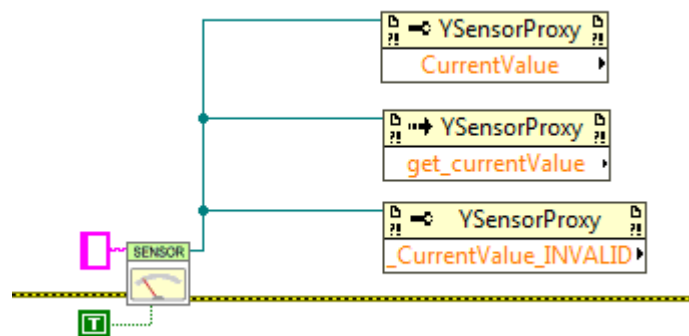 YSensorProxy
CurrentValue
YSensorProxy
get_currentValue
YSensorProxy
_CurrentValue_INVALID
SENSOR
T